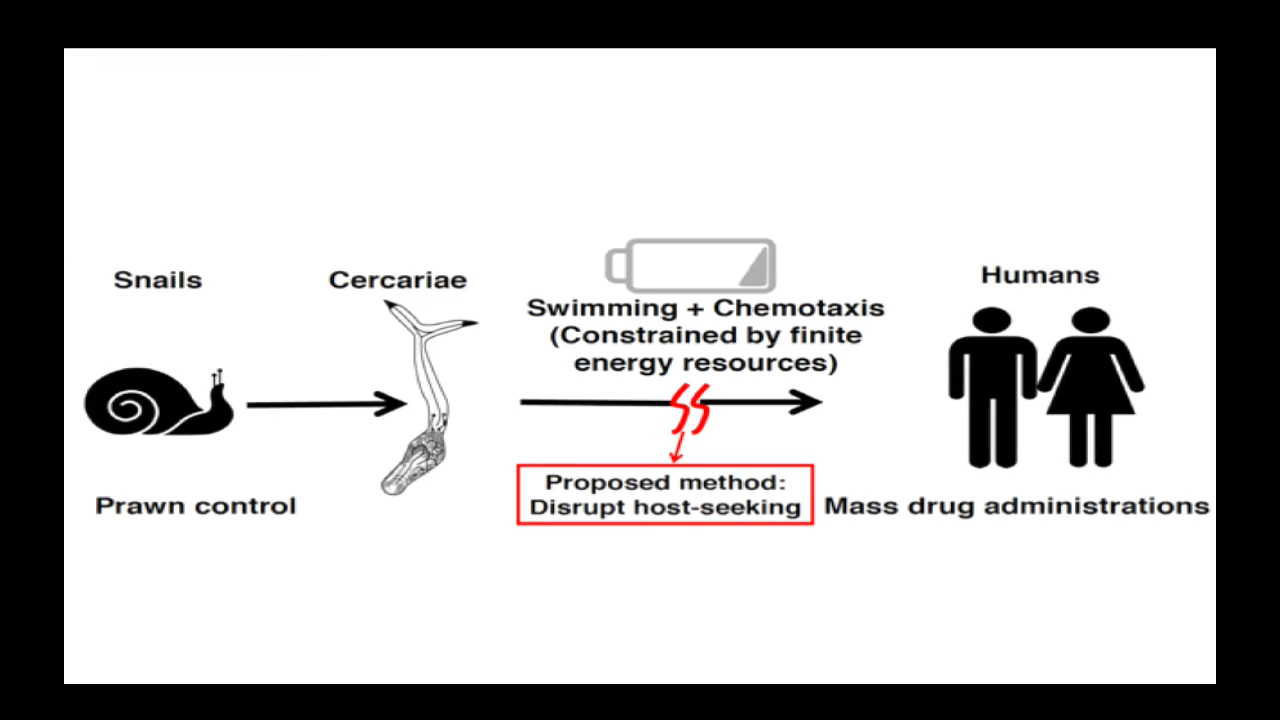 Snails
Cercariae
Swimming + Chemotaxis
(Constrained by finite
energy resources)
Humans
Prawn control
Proposed method:
Disrupt host-seeking
Mass drug administrations